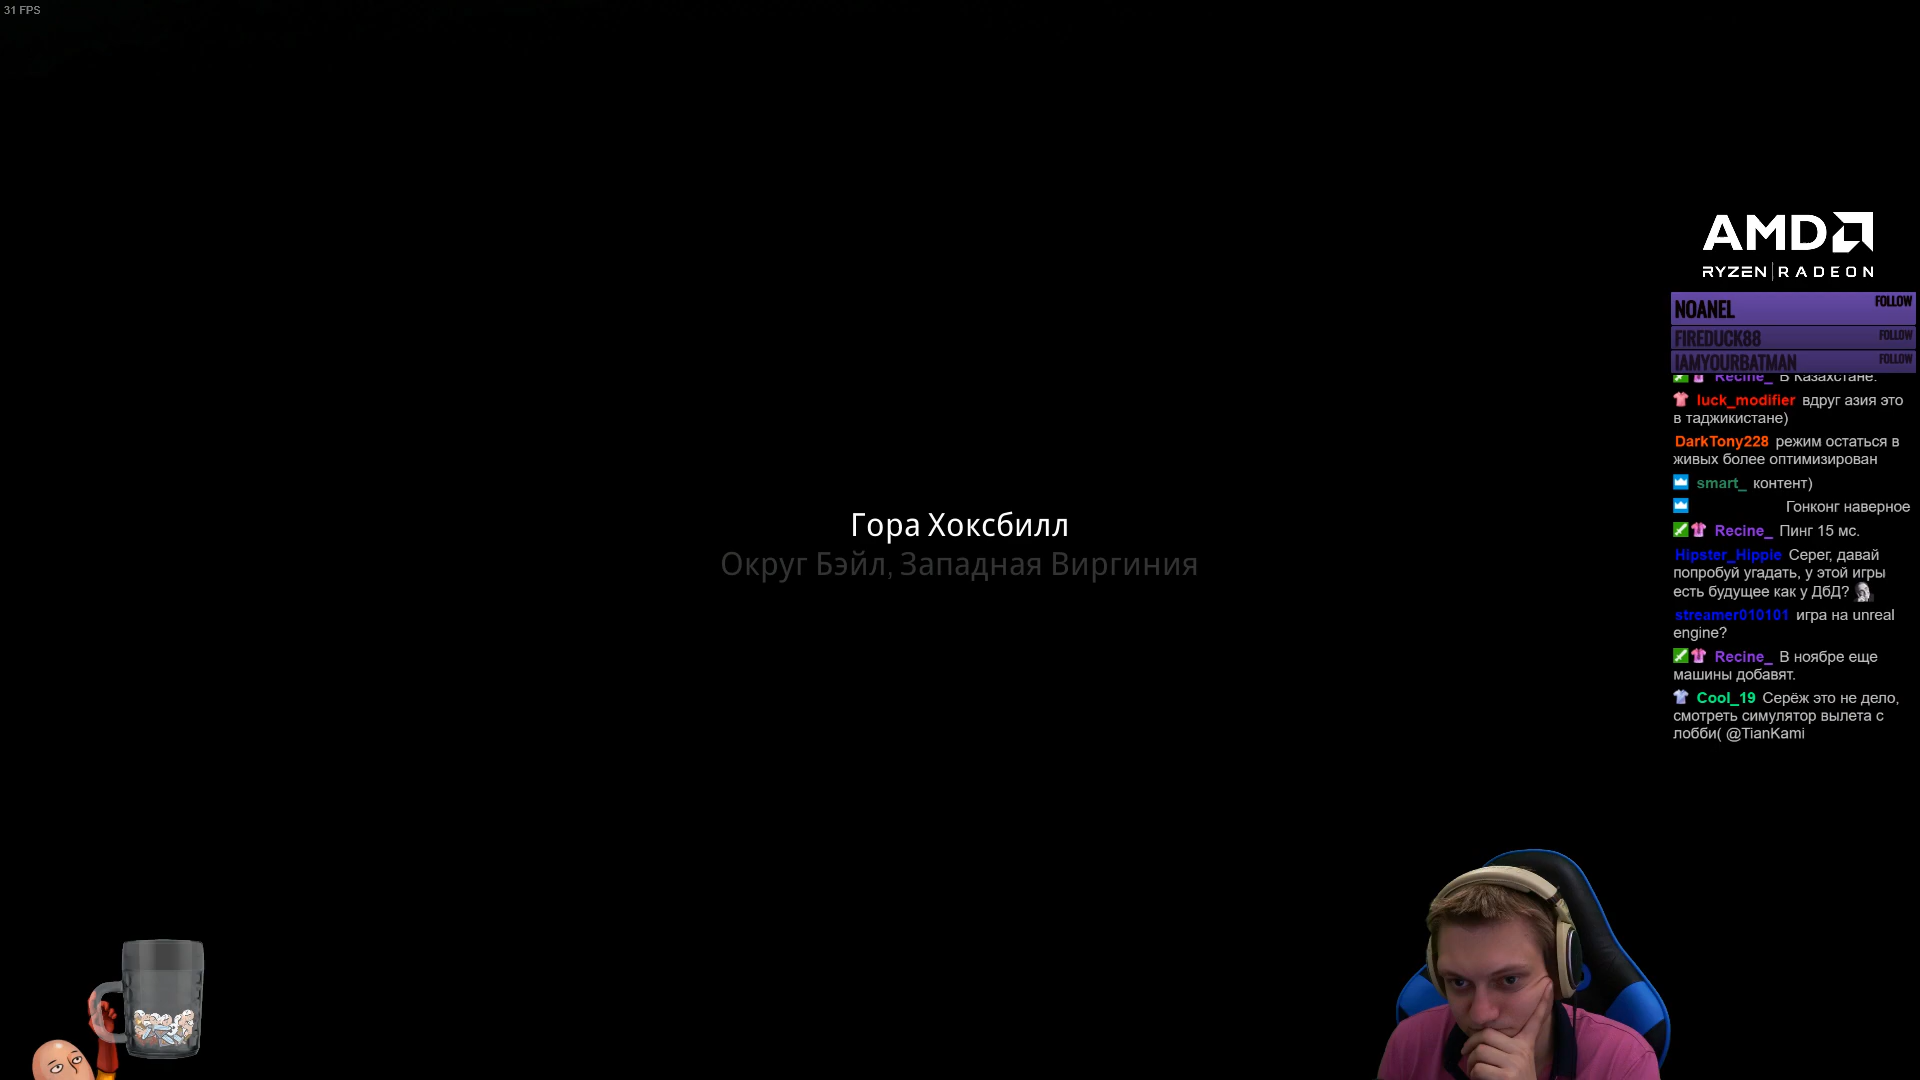 31 FPS
AMD
RYZEN | RADEON
NOANEL FOLLOW
FIREDUCK88 FOLLOW
IAMYOURBATMAN FOLLOW
Recine_ В Казахстане.
luck_modifier вдруг азия это
в таджикистане)
DarkTony228 режим остаться в
живых более оптимизирован
smart_ контент)
Гонконг наверное
Recine_ Пинг 15 мс.
Hipster_Hippie Серег, давай
попробуй угадать, у этой игры
есть будущее как у ДбД?
streamer010101 игра на unreal
engine?
Recine_ В ноябре еще
машины добавят.
Cool_19 Серёж это не дело,
смотреть симулятор вылета с
лобби( @TianKami
Гора Хоксбилл
Округ Бэйл, Западная Виргиния